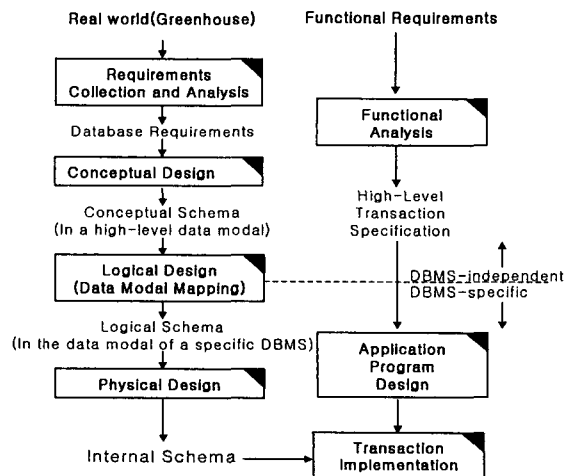 Real world(Greenhouse)
Functional Requirements
Requirements
Collection and Analysis
Database Requirements
Functional
Analysis
Conceptual Design
Conceptual Schema
(In a high-level data modal)
High-Level
Transaction
Specification
Logical Design
(Data Modal Mapping)
DBMS-independent
DBMS-specific
Logical Schema
(In the data modal of a specific DBMS)
Application
Program
Design
Physical Design
Internal Schema
Transaction
Implementation